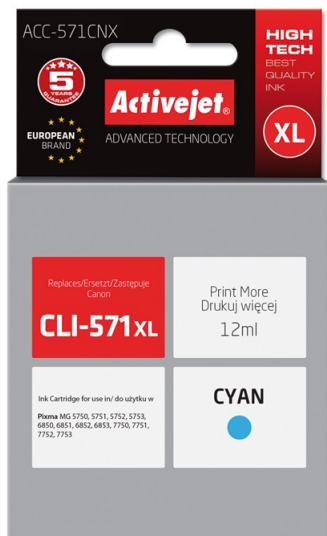 ACC-571CNX
HIGH
TECH
BEST
QUALITY
INK
5
YEARS
GUARANTEE
Activejet®
EUROPEAN
BRAND
ADVANCED TECHNOLOGY
XL
Replaces/Ersetzt/Zastępuje
Canon
CLI-571XL
Print More
Drukuj więcej
12ml
Ink Cartridge for use in/ do użytku w
Pixma MG 5750, 5751, 5752, 5753,
6850, 6851, 6852, 6853, 7750, 7751,
7752, 7753
CYAN